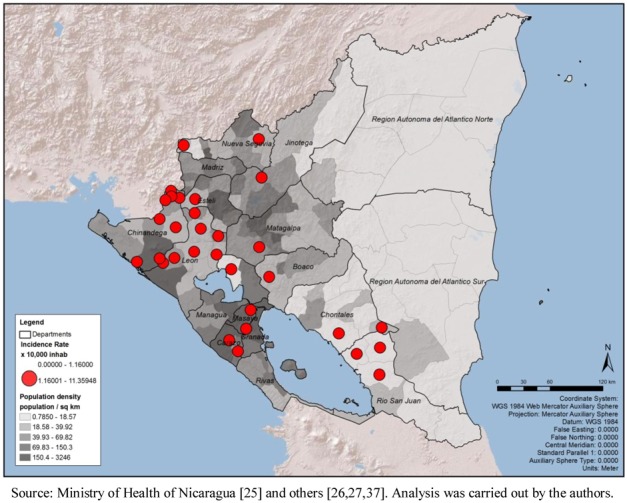 Region Autonoma del Atlantico Norte
Nueva Segovia
Jinotega
Madriz
Esteli
Chinandega
Matagalpa
Leon
Boaco
Region Autonoma del Atlantico Sur
Managua
Masaya
Chontales
Granada
Carazo
Rivas
Rio San Juan
Legend
Departments
Incidence Rate
x 10,000 inhab
0.00000 - 1.16000
1.16001 - 11.35948
Population density
population / sq km
0.7850 - 18.57
18.58 - 39.92
39.93 - 69.82
69.83 - 150.3
150.4 - 3246
N
0 20 40 80 120 km
Coordinate System:
WGS 1984 Web Mercator Auxiliary Sphere
Projection: Mercator Auxiliary Sphere
Datum: WGS 1984
False Easting: 0.0000
False Northing: 0.0000
Central Meridian: 0.0000
Standard Parallel 1: 0.0000
Auxiliary Sphere Type: 0.0000
Units: Meter
Source: Ministry of Health of Nicaragua [25] and others [26,27,37]. Analysis was carried out by the authors.